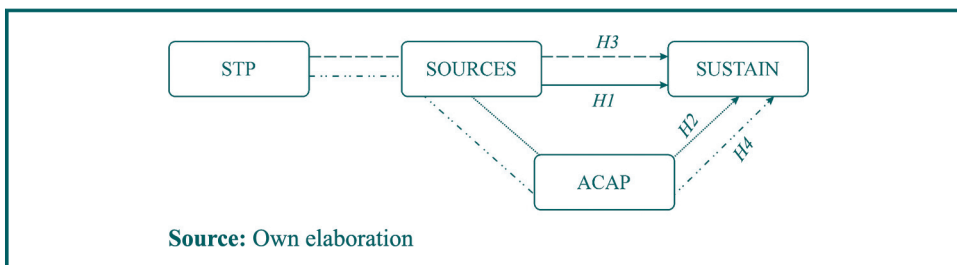 STP
SOURCES
H3
SUSTAIN
H1
H2
H4
ACAP
Source: Own elaboration